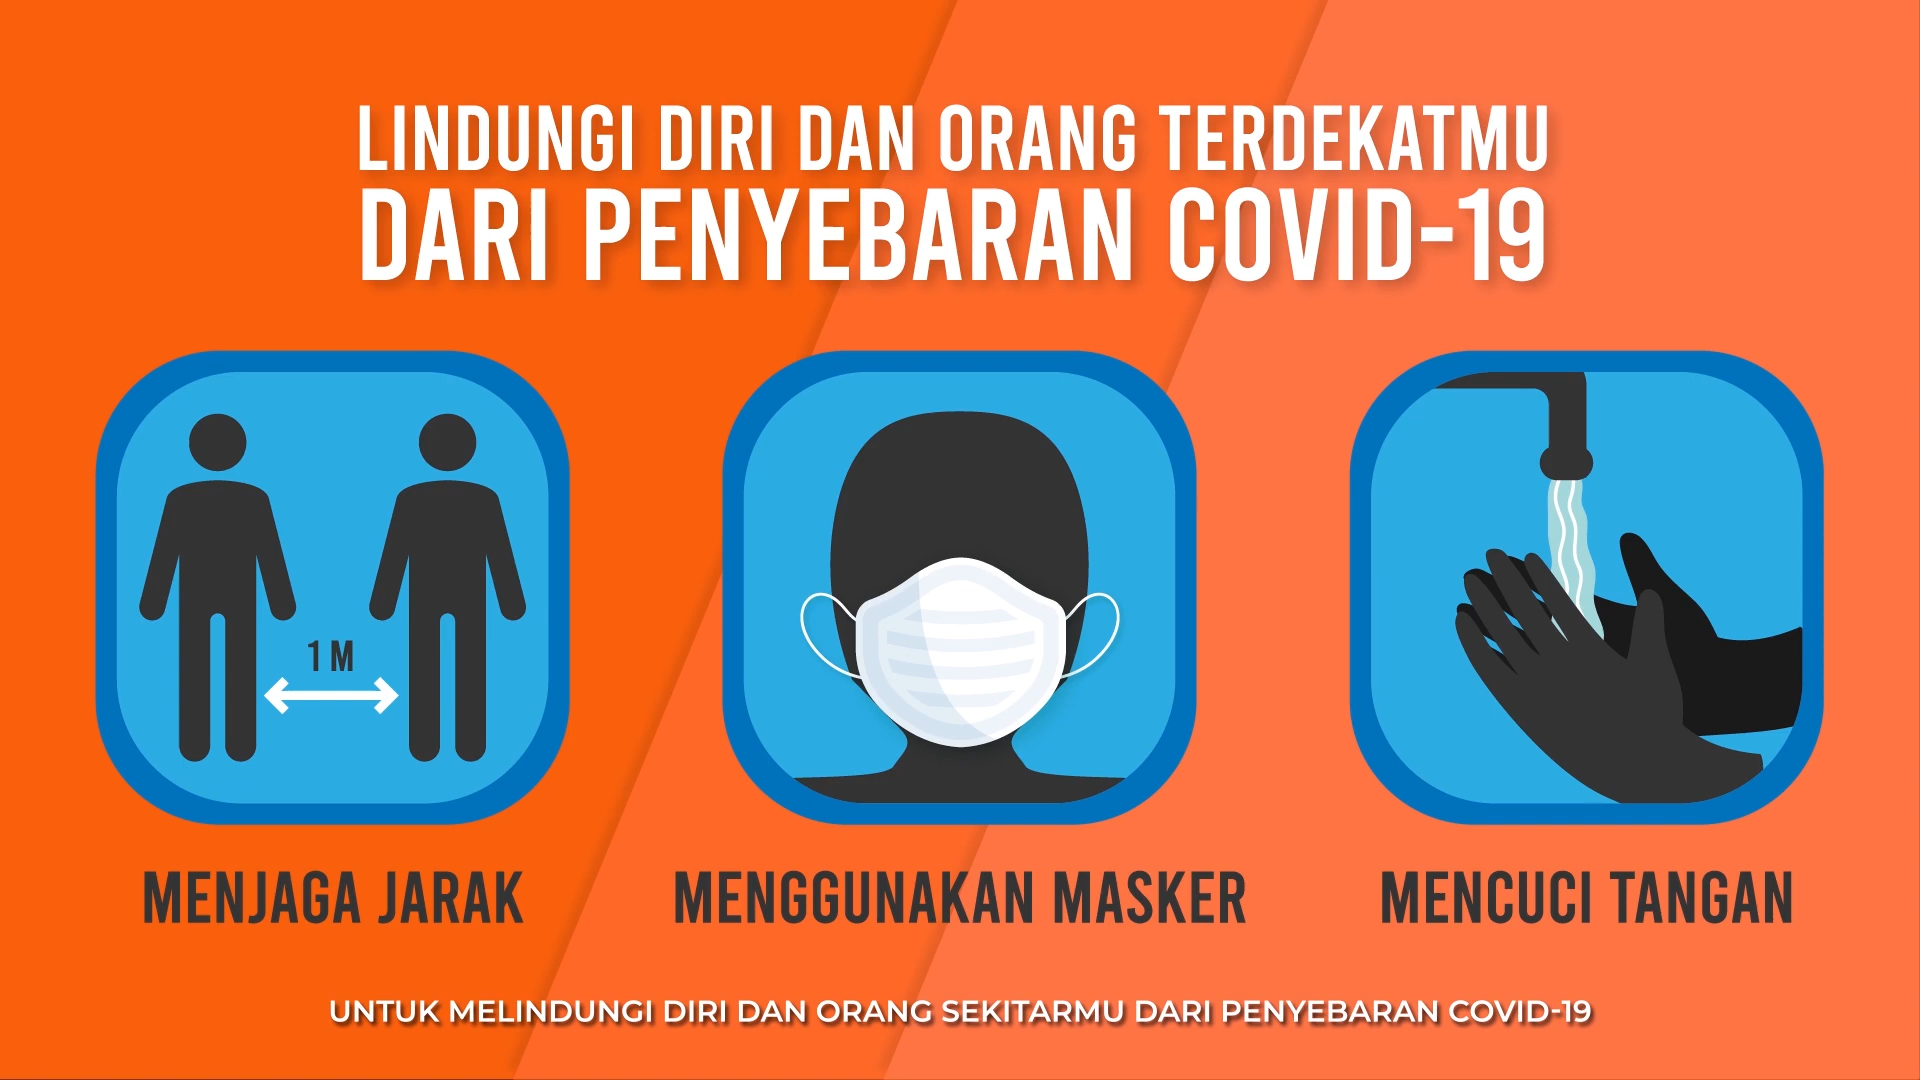 LINDUNGI DIRI DAN ORANG TERDEKATMU
DARI PENYEBARAN COVID-19
1 M
MENJAGA JARAK
MENGGUNAKAN MASKER
MENCUCI TANGAN
UNTUK MELINDUNGI DIRI DAN ORANG SEKITARMU DARI PENYEBARAN COVID-19